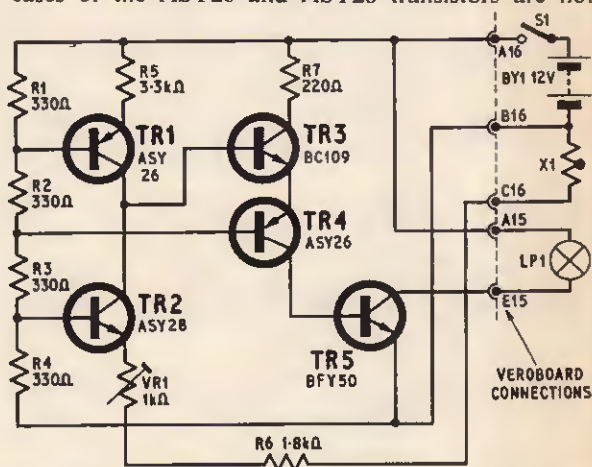 cases of the ASY26 and ASY28 transistors are not
S1
A16
R1
330Ω
R5
3·3kΩ
R7
220Ω
BY1 12V
TR1
ASY
26
TR3
BC109
B16
X1
R2
330Ω
TR4
ASY26
C16
A15
R3
330Ω
LP1
TR2
ASY28
E15
R4
330Ω
VR1
1kΩ
TR5
BFY50
VEROBOARD
CONNECTIONS
R6 1·8kΩ